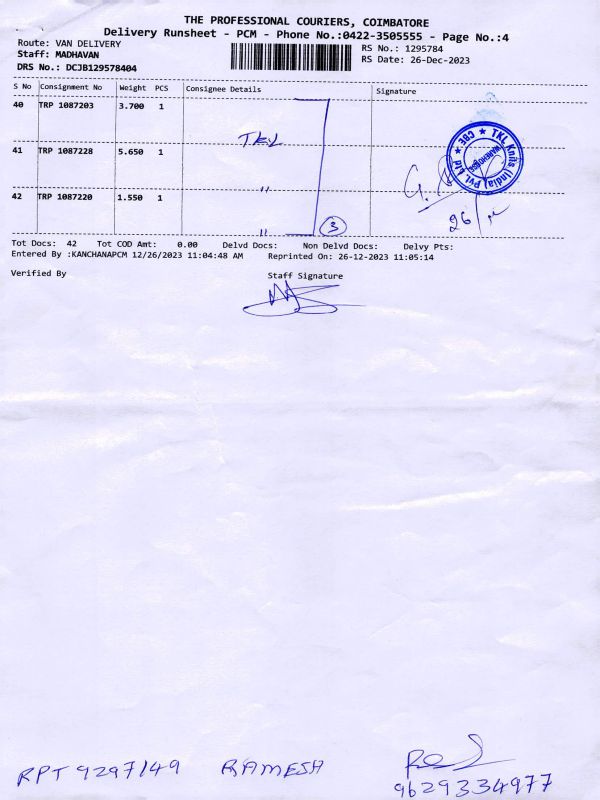 THE PROFESSIONAL COURIERS, COIMBATORE
Delivery Runsheet - PCM - Phone No.:0422-3505555 - Page No.:4
Route: VAN DELIVERY
RS No.: 1295784
Staff: MADHAVAN
RS Date: 26-Dec-2023
DRS No.: DCJB129578404
S No Consignment No Weight PCS Consignee Details Signature
40 TRP 1087203 3.700 1
TKL
41 TRP 1087228 5.650 1
"
42 TRP 1087220 1.550 1
" 3
CBE ★ TKL Knits (India) Pvt Ltd ★
26/
Tot Docs: 42 Tot COD Amt: 0.00 Delvd Docs: Non Delvd Docs: Delvy Pts:
Entered By :KANCHANAPCM 12/26/2023 11:04:48 AM Reprinted On: 26-12-2023 11:05:14
Verified By Staff Signature
RPT 9297149 RAMESH
9629334977